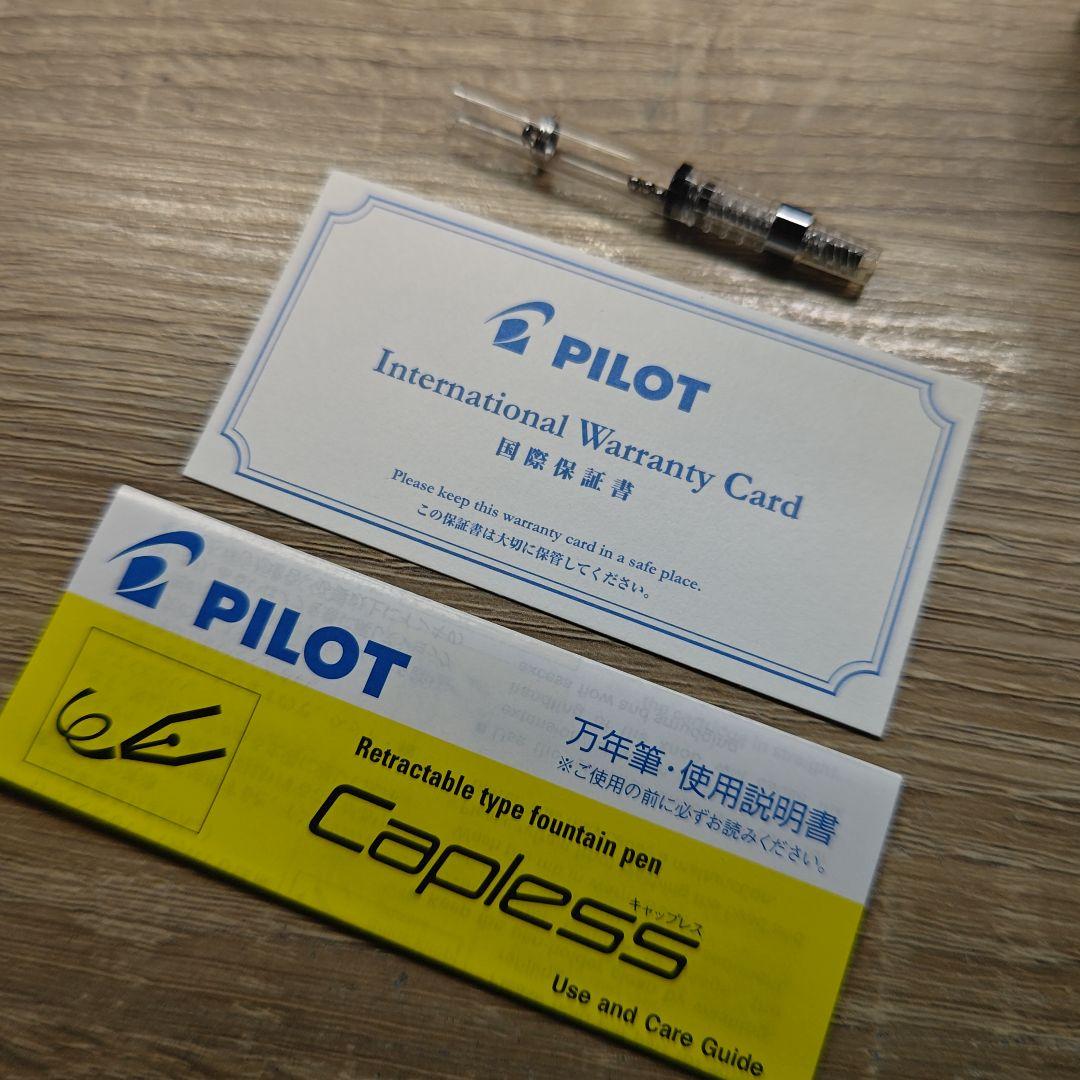 PILOT
International Warranty Card
国際保証書
Please keep this warranty card in a safe place.
この保証書は大切に保管してください。
PILOT
万年筆・使用説明書
※ご使用の前に必ずお読みください。
Retractable type fountain pen
Capless
キャップレス
Use and Care Guide